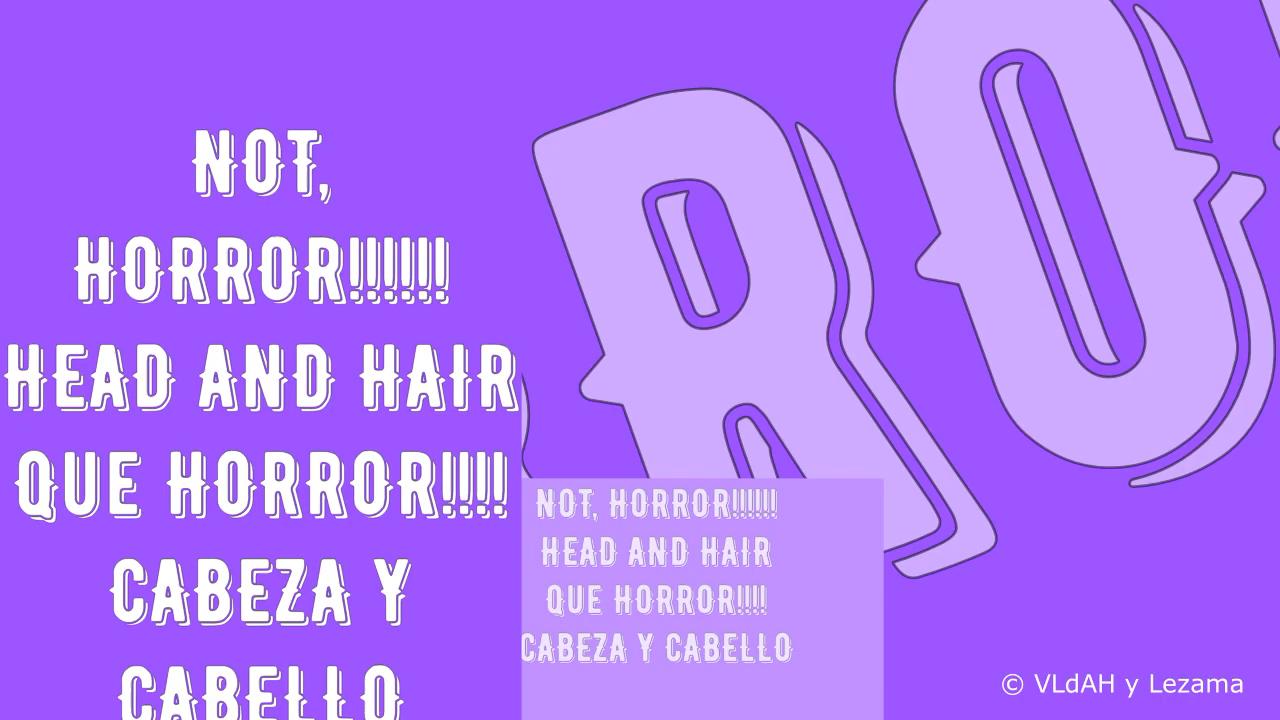 NOT,
HORROR!!!!!!
HEAD AND HAIR
QUE HORROR!!!!
CABEZA Y
CABELLO
RO
NOT, HORROR!!!!!!
HEAD AND HAIR
QUE HORROR!!!!
CABEZA Y CABELLO
© VLdAH y Lezama